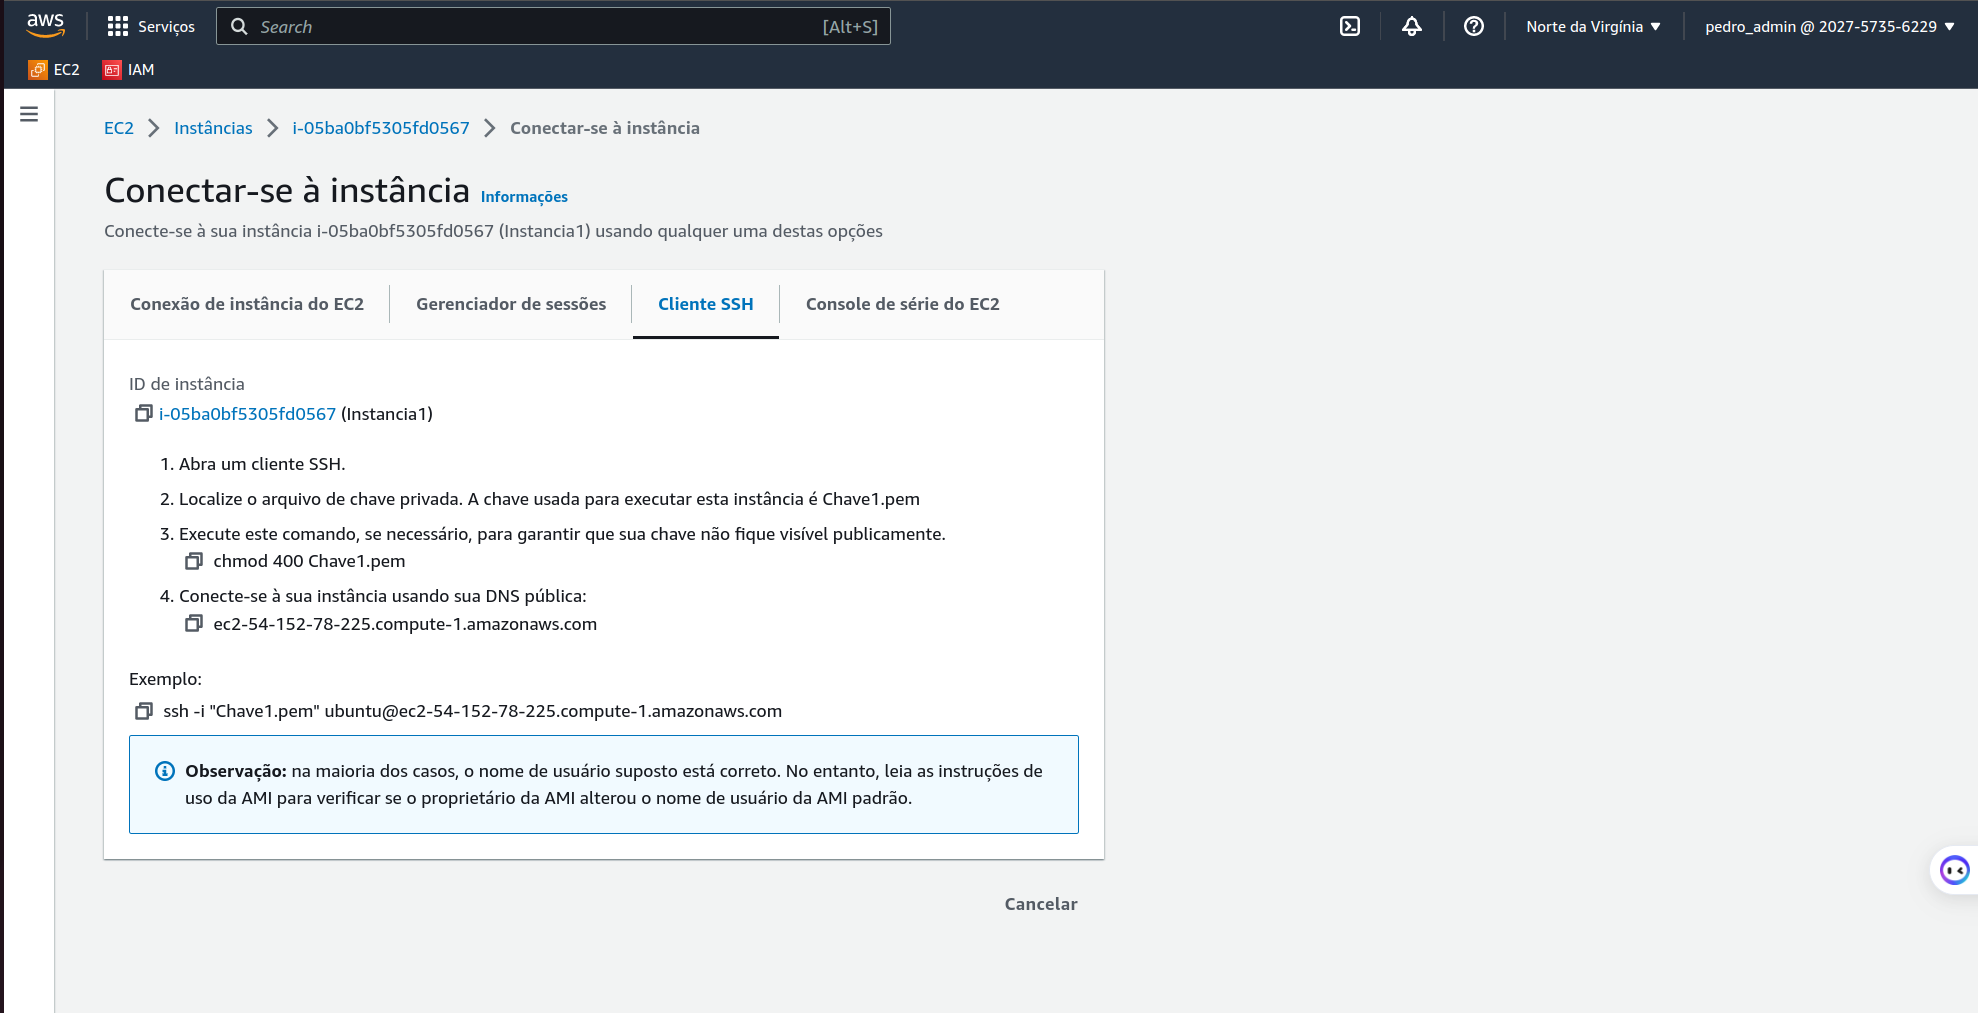 aws
Serviços
Search
[Alt+S]
Norte da Virgínia
pedro_admin @ 2027-5735-6229
EC2
IAM
EC2 Instâncias i-05ba0bf5305fd0567 Conectar-se à instância
Conectar-se à instância Informações
Conecte-se à sua instância i-05ba0bf5305fd0567 (Instancia1) usando qualquer uma destas opções
Conexão de instância do EC2
Gerenciador de sessões
Cliente SSH
Console de série do EC2
ID de instância
i-05ba0bf5305fd0567 (Instancia1)
1. Abra um cliente SSH.
2. Localize o arquivo de chave privada. A chave usada para executar esta instância é Chave1.pem
3. Execute este comando, se necessário, para garantir que sua chave não fique visível publicamente.
chmod 400 Chave1.pem
4. Conecte-se à sua instância usando sua DNS pública:
ec2-54-152-78-225.compute-1.amazonaws.com
Exemplo:
ssh -i "Chave1.pem" ubuntu@ec2-54-152-78-225.compute-1.amazonaws.com
Observação: na maioria dos casos, o nome de usuário suposto está correto. No entanto, leia as instruções de
uso da AMI para verificar se o proprietário da AMI alterou o nome de usuário da AMI padrão.
Cancelar